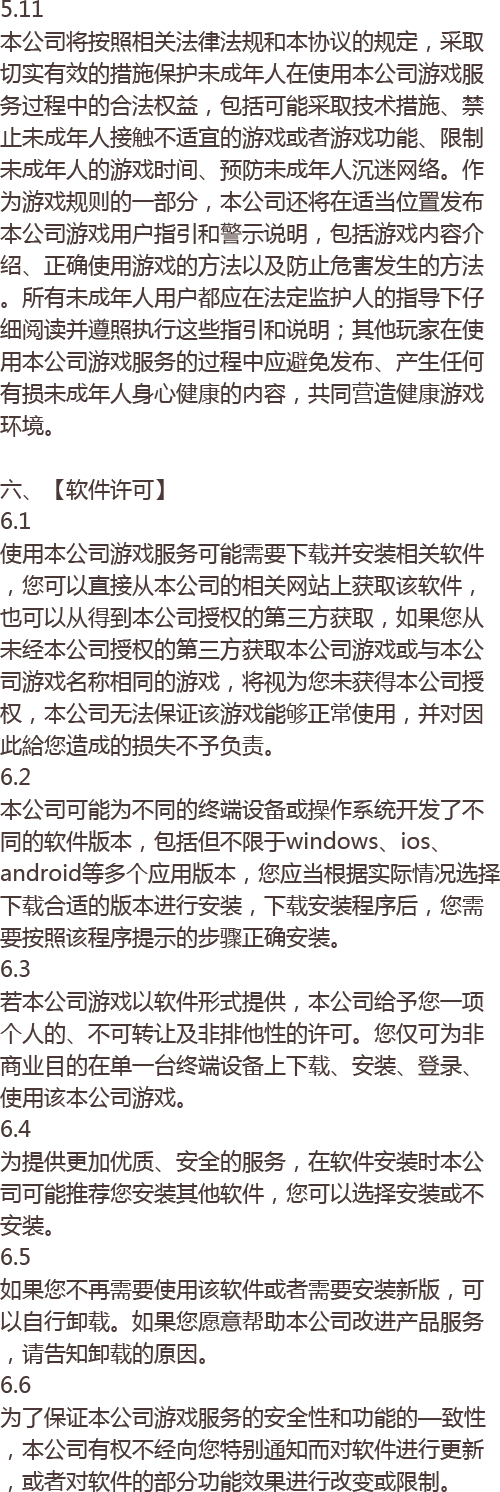 5.11
本公司将按照相关法律法规和本协议的规定，采取
切实有效的措施保护未成年人在使用本公司游戏服
务过程中的合法权益，包括可能采取技术措施、禁
止未成年人接触不适宜的游戏或者游戏功能、限制
未成年人的游戏时间、预防未成年人沉迷网络。作
为游戏规则的一部分，本公司还将在适当位置发布
本公司游戏用户指引和警示说明，包括游戏内容介
绍、正确使用游戏的方法以及防止危害发生的方法
。所有未成年人用户都应在法定监护人的指导下仔
细阅读并遵照执行这些指引和说明；其他玩家在使
用本公司游戏服务的过程中应避免发布、产生任何
有损未成年人身心健康的内容，共同营造健康游戏
环境。
六、【软件许可】
6.1
使用本公司游戏服务可能需要下载并安装相关软件
，您可以直接从本公司的相关网站上获取该软件，
也可以从得到本公司授权的第三方获取，如果您从
未经本公司授权的第三方获取本公司游戏或与本公
司游戏名称相同的游戏，将视为您未获得本公司授
权，本公司无法保证该游戏能够正常使用，并对因
此給您造成的损失不予负责。
6.2
本公司可能为不同的终端设备或操作系统开发了不
同的软件版本，包括但不限于windows、ios、
android等多个应用版本，您应当根据实际情况选择
下载合适的版本进行安装，下载安装程序后，您需
要按照该程序提示的步骤正确安装。
6.3
若本公司游戏以软件形式提供，本公司给予您一项
个人的、不可转让及非排他性的许可。您仅可为非
商业目的在单一台终端设备上下载、安装、登录、
使用该本公司游戏。
6.4
为提供更加优质、安全的服务，在软件安装时本公
司可能推荐您安装其他软件，您可以选择安装或不
安装。
6.5
如果您不再需要使用该软件或者需要安装新版，可
以自行卸载。如果您愿意帮助本公司改进产品服务
，请告知卸载的原因。
6.6
为了保证本公司游戏服务的安全性和功能的一致性
，本公司有权不经向您特别通知而对软件进行更新
，或者对软件的部分功能效果进行改变或限制。